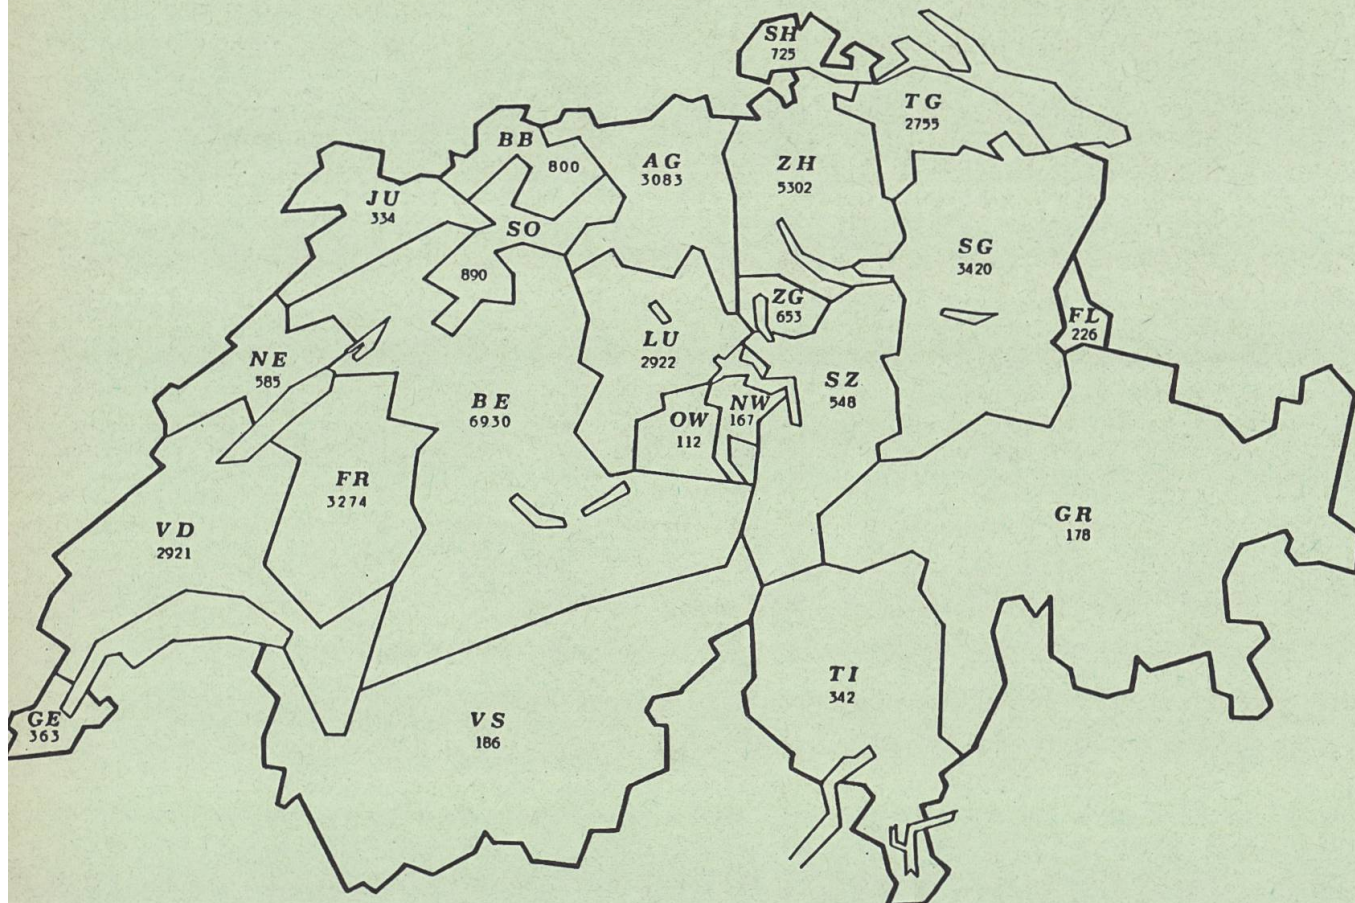 SH
725
TG
2755
BB
800
AG
3083
ZH
5302
JU
334
SO
890
SG
3420
ZG
653
FL
226
LU
2922
NE
585
SZ
548
BE
6930
NW
167
OW
112
FR
3274
VD
2921
GR
178
TI
342
GE
363
VS
186